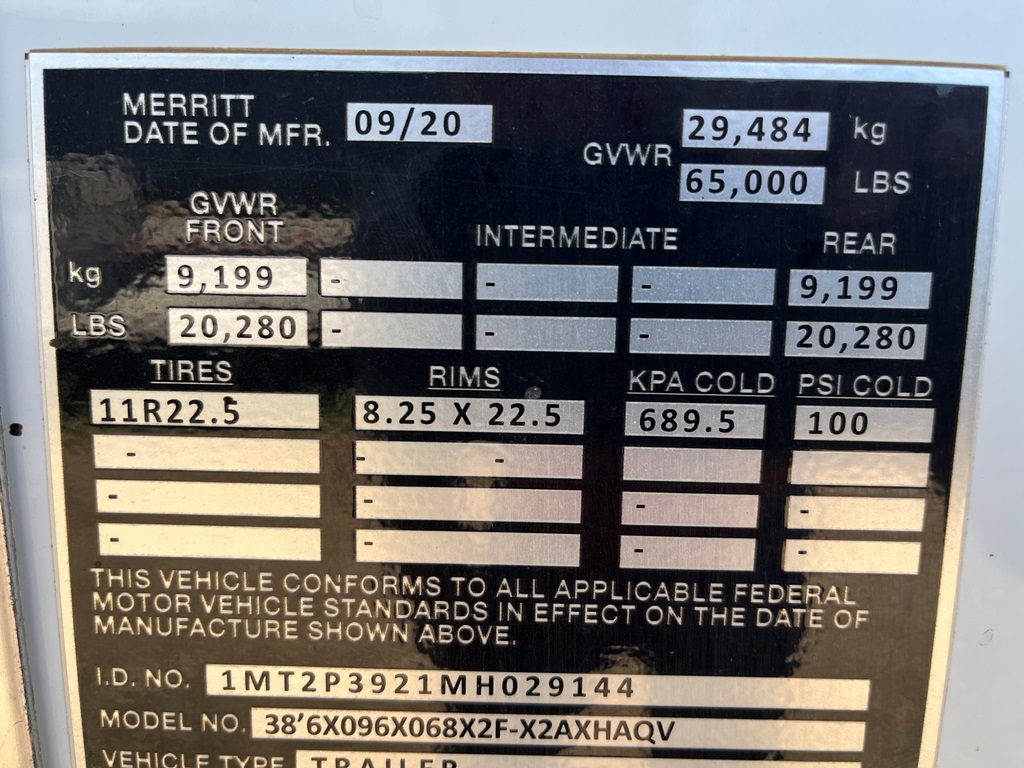 MERRITT
DATE OF MFR. 09/20
GVWR 29,484 kg
65,000 LBS
GVWR
FRONT INTERMEDIATE REAR
kg 9,199 - - - 9,199
LBS 20,280 - - - 20,280
TIRES RIMS KPA COLD PSI COLD
11R22.5 8.25 X 22.5 689.5 100
- - -
- - - -
- - - -
THIS VEHICLE CONFORMS TO ALL APPLICABLE FEDERAL
MOTOR VEHICLE STANDARDS IN EFFECT ON THE DATE OF
MANUFACTURE SHOWN ABOVE.
I.D. NO. 1MT2P3921MH029144
MODEL NO. 38'6X096X068X2F-X2AXHAQV
VEHICLE TYPE TRAILER